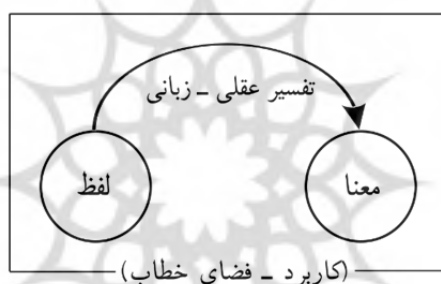 تفسیر عقلی ـ زبانی
لفظ
معنا
(کاربرد ـ فضای خطاب)